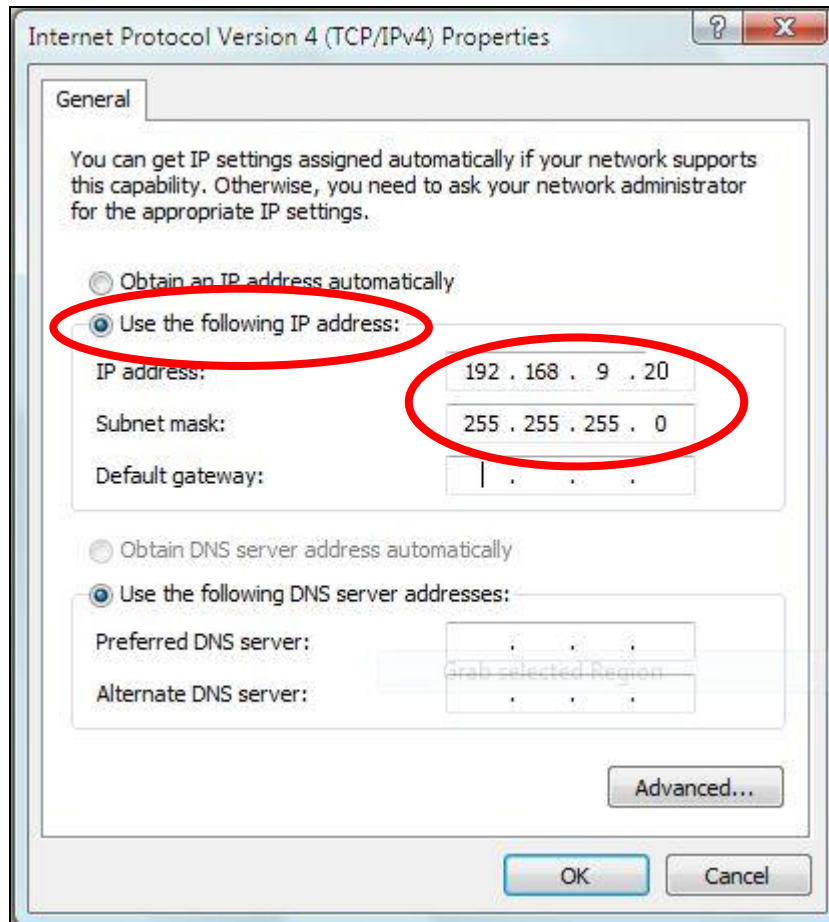 Internet Protocol Version 4 (TCP/IPv4) Properties
General
You can get IP settings assigned automatically if your network supports
this capability. Otherwise, you need to ask your network administrator
for the appropriate IP settings.
Obtain an IP address automatically
Use the following IP address:
IP address: 192 . 168 . 9 . 20
Subnet mask: 255 . 255 . 255 . 0
Default gateway: . . .
Obtain DNS server address automatically
Use the following DNS server addresses:
Preferred DNS server: . . .
Grab selected Region
Alternate DNS server: . . .
Advanced...
OK Cancel